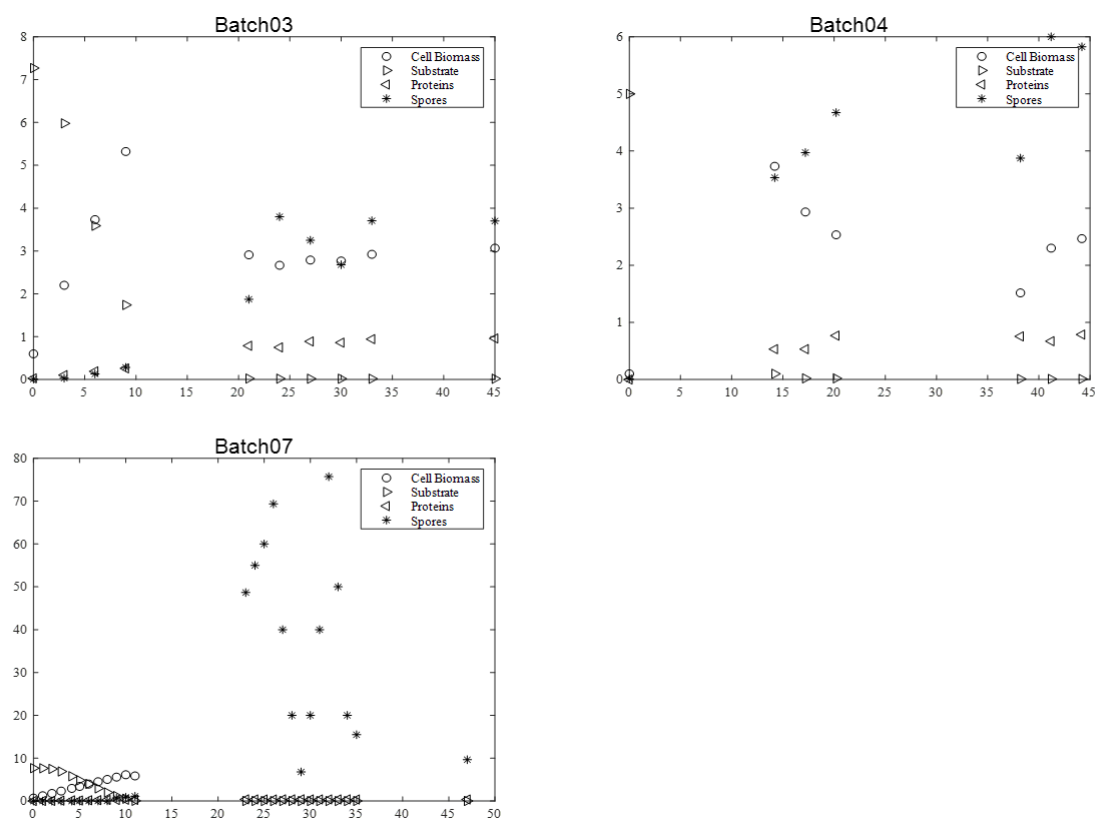 Batch03
8
7
6
5
4
3
2
1
0
0 5 10 15 20 25 30 35 40 45
Cell Biomass
Substrate
Proteins
Spores
Batch04
6
5
4
3
2
1
0
0 5 10 15 20 25 30 35 40 45
Cell Biomass
Substrate
Proteins
Spores
Batch07
80
70
60
50
40
30
20
10
0
0 5 10 15 20 25 30 35 40 45 50
Cell Biomass
Substrate
Proteins
Spores